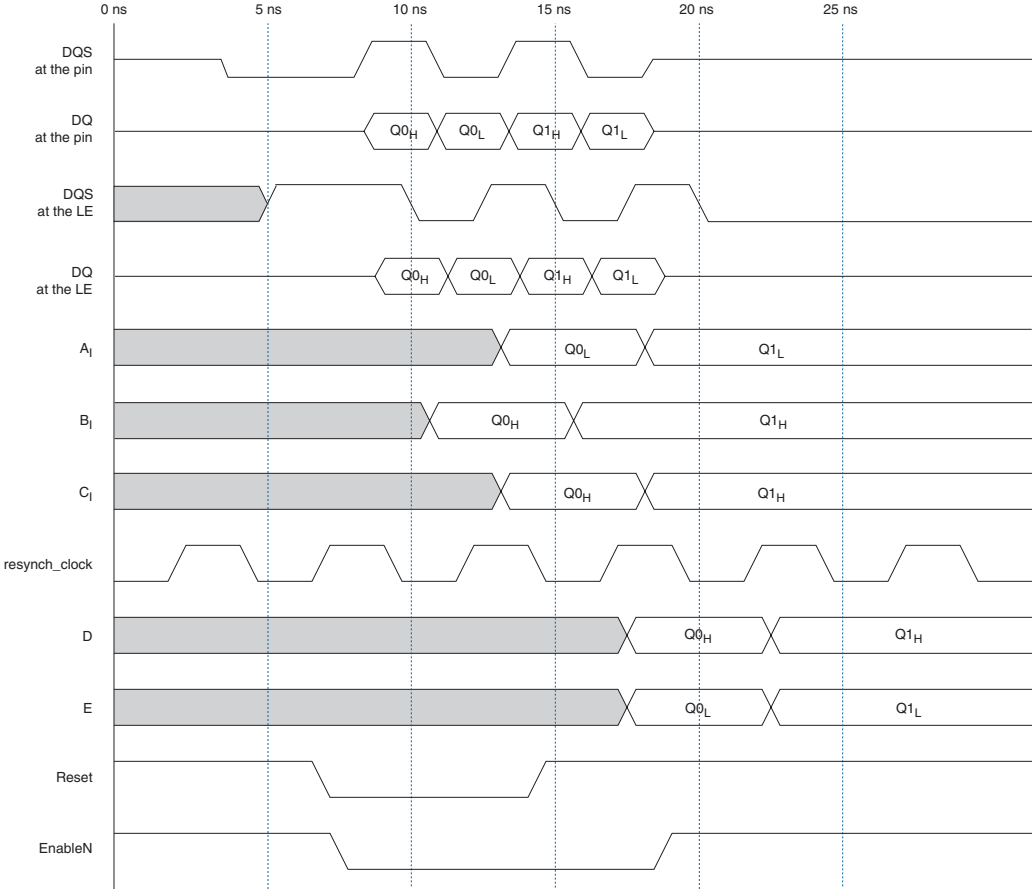 0 ns 5 ns 10 ns 15 ns 20 ns 25 ns
DQS
at the pin
DQ
at the pin
Q0H Q0L Q1H Q1L
DQS
at the LE
DQ
at the LE
Q0H Q0L Q1H Q1L
AI Q0L Q1L
BI Q0H Q1H
CI Q0H Q1H
resynch_clock
D Q0H Q1H
E Q0L Q1L
Reset
EnableN